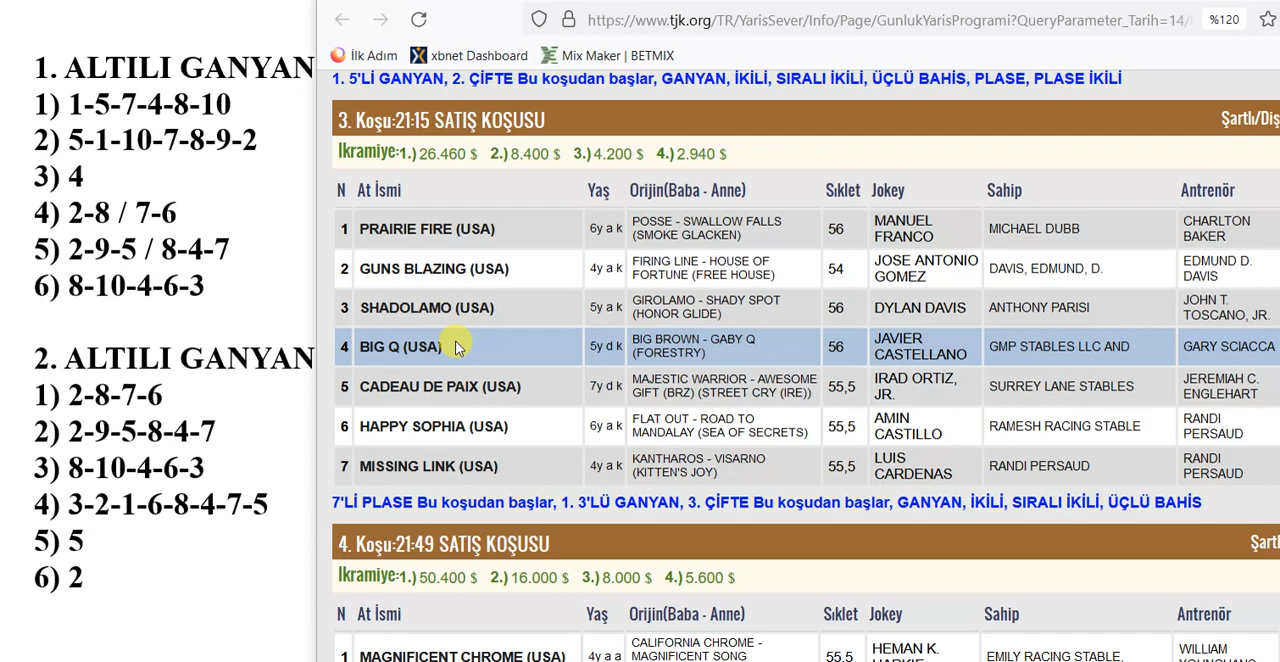 1. ALTILI GANYAN
1) 1-5-7-4-8-10
2) 5-1-10-7-8-9-2
3) 4
4) 2-8 / 7-6
5) 2-9-5 / 8-4-7
6) 8-10-4-6-3
2. ALTILI GANYAN
1) 2-8-7-6
2) 2-9-5-8-4-7
3) 8-10-4-6-3
4) 3-2-1-6-8-4-7-5
5) 5
6) 2
https://www.tjk.org/TR/YarisSever/Info/Page/GunlukYarisProgrami?QueryParameter_Tarih=14/ %120
İlk Adım xbnet Dashboard Mix Maker | BETMIX
1. 5'Lİ GANYAN, 2. ÇİFTE Bu koşudan başlar, GANYAN, İKİLİ, SIRALI İKİLİ, ÜÇLÜ BAHİS, PLASE, PLASE İKİLİ
3. Koşu:21:15 SATIŞ KOŞUSU Şartlı/Diş
İkramiye:1.) 26.460 $ 2.) 8.400 $ 3.) 4.200 $ 4.) 2.940 $
N At İsmi Yaş Orijin(Baba - Anne) Sıklet Jokey Sahip Antrenör
1 PRAIRIE FIRE (USA) 6y a k POSSE - SWALLOW FALLS (SMOKE GLACKEN) 56 MANUEL FRANCO MICHAEL DUBB CHARLTON BAKER
2 GUNS BLAZING (USA) 4y a k FIRING LINE - HOUSE OF FORTUNE (FREE HOUSE) 54 JOSE ANTONIO GOMEZ DAVIS, EDMUND, D. EDMUND D. DAVIS
3 SHADOLAMO (USA) 5y a k GIROLAMO - SHADY SPOT (HONOR GLIDE) 56 DYLAN DAVIS ANTHONY PARISI JOHN T. TOSCANO, JR.
4 BIG Q (USA) 5y d k BIG BROWN - GABY Q (FORESTRY) 56 JAVIER CASTELLANO GMP STABLES LLC AND GARY SCIACCA
5 CADEAU DE PAIX (USA) 7y d k MAJESTIC WARRIOR - AWESOME GIFT (BRZ) (STREET CRY (IRE)) 55,5 IRAD ORTIZ, JR. SURREY LANE STABLES JEREMIAH C. ENGLEHART
6 HAPPY SOPHIA (USA) 6y a k FLAT OUT - ROAD TO MANDALAY (SEA OF SECRETS) 55,5 AMIN CASTILLO RAMESH RACING STABLE RANDI PERSAUD
7 MISSING LINK (USA) 4y a k KANTHAROS - VISARNO (KITTEN'S JOY) 55,5 LUIS CARDENAS RANDI PERSAUD RANDI PERSAUD
7'Lİ PLASE Bu koşudan başlar, 1. 3'LÜ GANYAN, 3. ÇİFTE Bu koşudan başlar, GANYAN, İKİLİ, SIRALI İKİLİ, ÜÇLÜ BAHİS
4. Koşu:21:49 SATIŞ KOŞUSU Şartl
İkramiye:1.) 50.400 $ 2.) 16.000 $ 3.) 8.000 $ 4.) 5.600 $
N At İsmi Yaş Orijin(Baba - Anne) Sıklet Jokey Sahip Antrenör
1 MAGNIFICENT CHROME (USA) 4y a a CALIFORNIA CHROME - MAGNIFICENT SONG 55,5 HEMAN K. EMILY RACING STABLE, WILLIAM